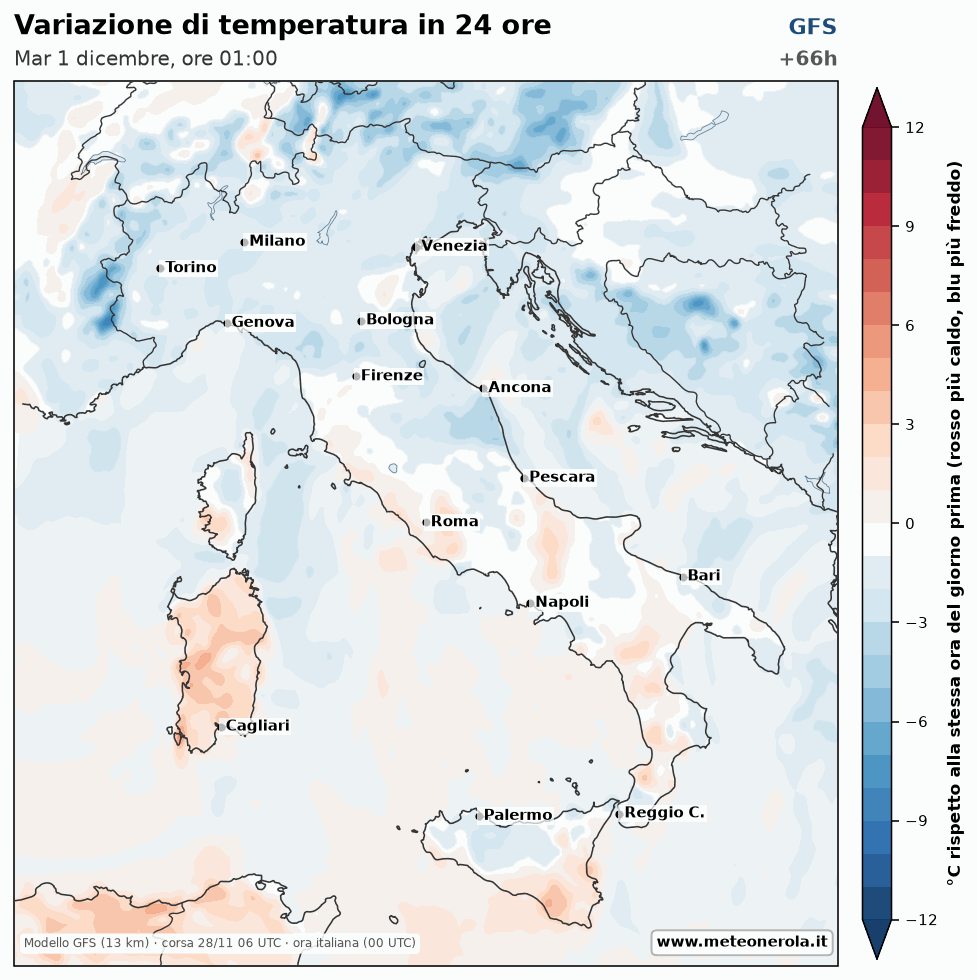 Variazione di temperatura in 24 ore
GFS
Mar 1 dicembre, ore 01:00
+66h
Milano
Venezia
Torino
Genova
Bologna
Firenze
Ancona
Pescara
Roma
Bari
Napoli
Cagliari
Palermo
Reggio C.
12
9
6
3
0
−3
−6
−9
−12
°C rispetto alla stessa ora del giorno prima (rosso più caldo, blu più freddo)
Modello GFS (13 km) · corsa 28/11 06 UTC · ora italiana (00 UTC)
www.meteonerola.it